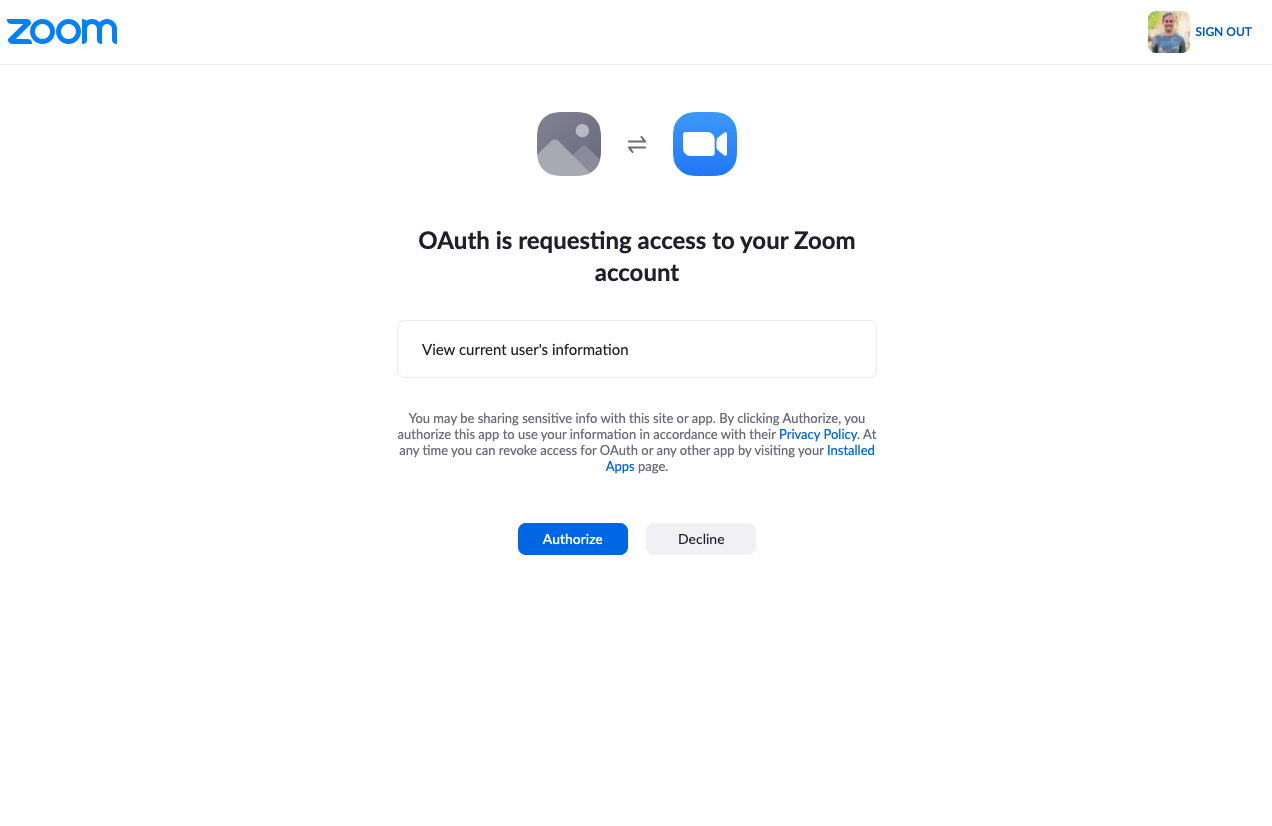 zoom
SIGN OUT
OAuth is requesting access to your Zoom
account
View current user's information
You may be sharing sensitive info with this site or app. By clicking Authorize, you
authorize this app to use your information in accordance with their Privacy Policy. At
any time you can revoke access for OAuth or any other app by visiting your Installed
Apps page.
Authorize
Decline